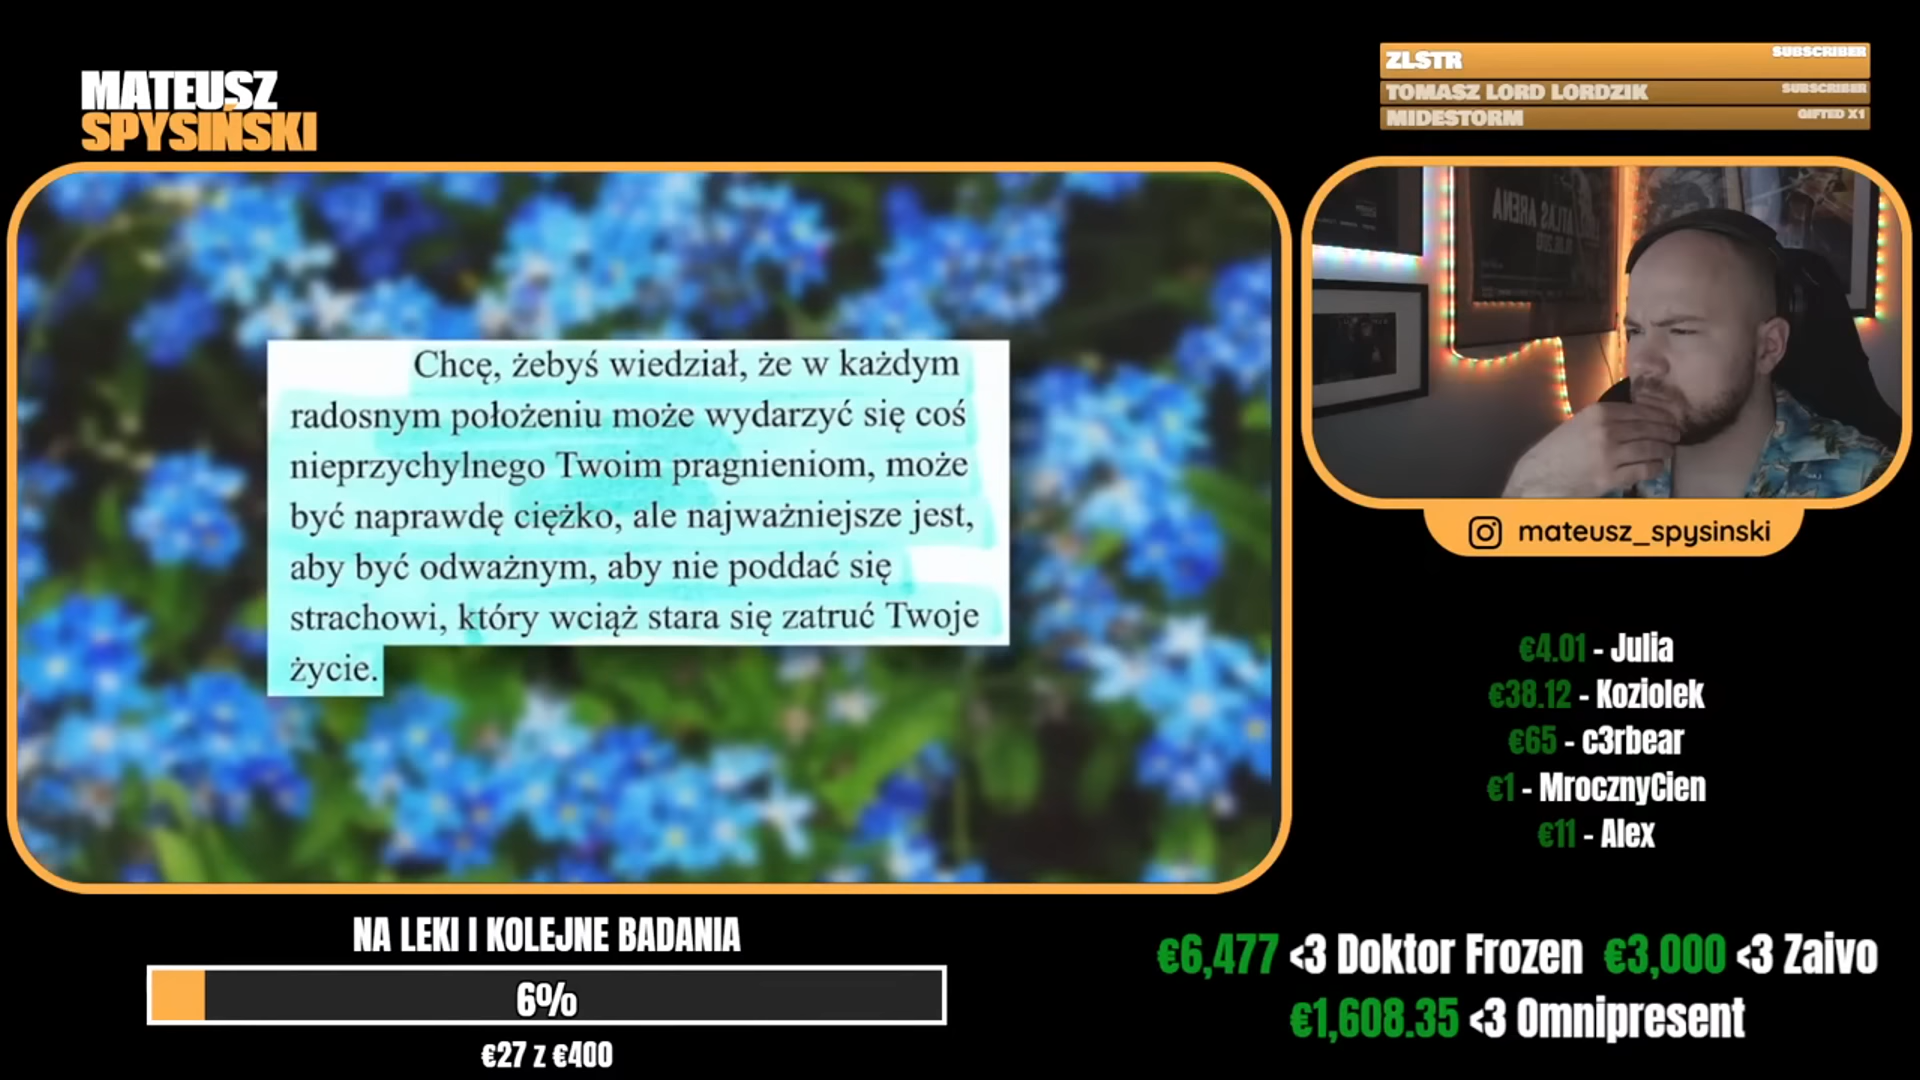 MATEUSZ
SPYSIŃSKI
ZLSTR SUBSCRIBER
TOMASZ LORD LORDZIK SUBSCRIBER
MIDESTORM GIFTED X1
ATLAS ARENA
Chcę, żebyś wiedział, że w każdym
radosnym położeniu może wydarzyć się coś
nieprzychylnego Twoim pragnieniom, może
być naprawdę ciężko, ale najważniejsze jest,
aby być odważnym, aby nie poddać się
strachowi, który wciąż stara się zatruć Twoje
życie.
mateusz_spysinski
€4.01 - Julia
€38.12 - Koziolek
€65 - c3rbear
€1 - MrocznyCien
€11 - Alex
NA LEKI I KOLEJNE BADANIA
6%
€27 z €400
€6,477 <3 Doktor Frozen €3,000 <3 Zaivo
€1,608.35 <3 Omnipresent